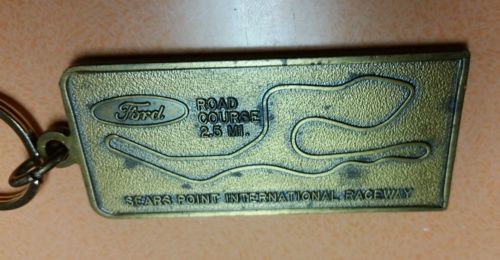 Ford
ROAD
COURSE
2.5 MI.
SEARS POINT INTERNATIONAL RACEWAY